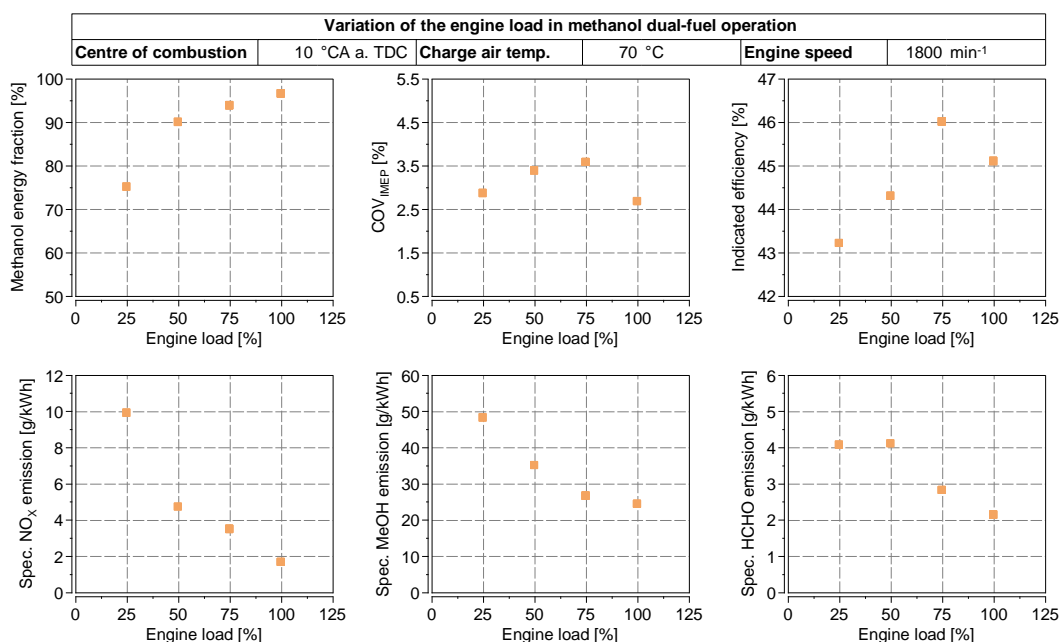 Variation of the engine load in methanol dual-fuel operation
Centre of combustion 10 °CA a. TDC Charge air temp. 70 °C Engine speed 1800 min-1
Methanol energy fraction [%]
100
90
80
70
60
50
0 25 50 75 100 125
Engine load [%]
COV IMEP [%]
5.5
4.5
3.5
2.5
1.5
0.5
0 25 50 75 100 125
Engine load [%]
Indicated efficiency [%]
47
46
45
44
43
42
0 25 50 75 100 125
Engine load [%]
Spec. NOX emission [g/kWh]
12
10
8
6
4
2
0
0 25 50 75 100 125
Engine load [%]
Spec. MeOH emission [g/kWh]
60
50
40
30
20
10
0
0 25 50 75 100 125
Engine load [%]
Spec. HCHO emission [g/kWh]
6
5
4
3
2
1
0
0 25 50 75 100 125
Engine load [%]